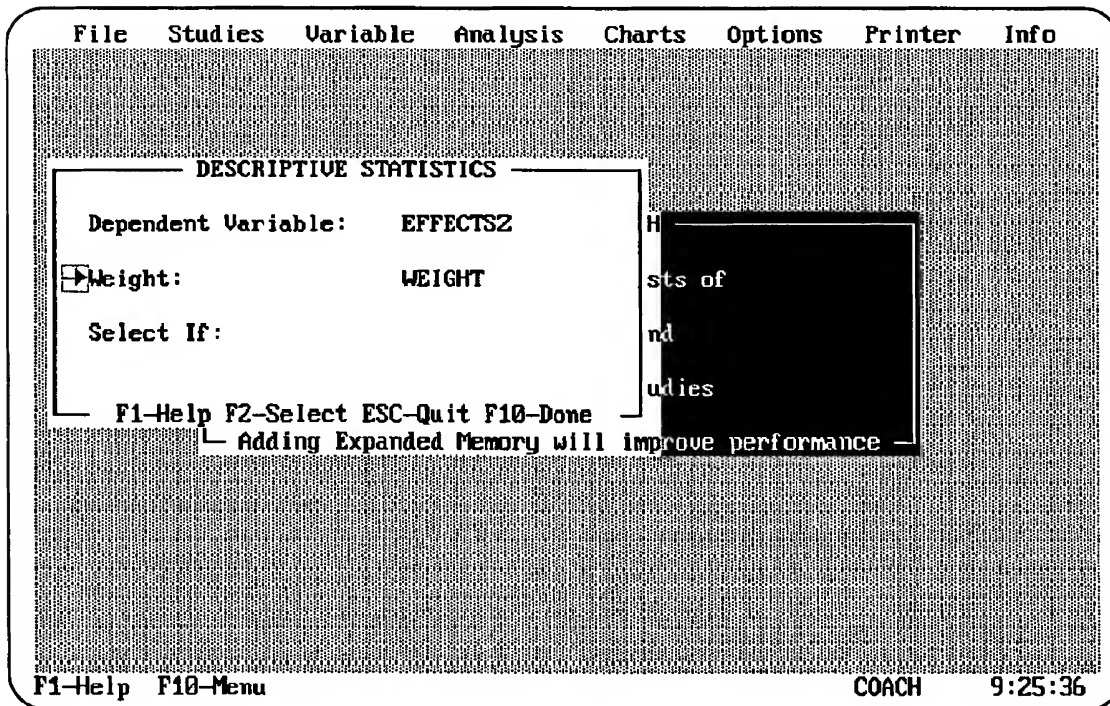 File Studies Variable Analysis Charts Options Printer Info
DESCRIPTIVE STATISTICS
Dependent Variable: EFFECTSZ
H
Weight: WEIGHT
sts of
Select If:
nd
udies
F1-Help F2-Select ESC-Quit F10-Done
Adding Expanded Memory will improve performance
F1-Help F10-Menu COACH 9:25:36